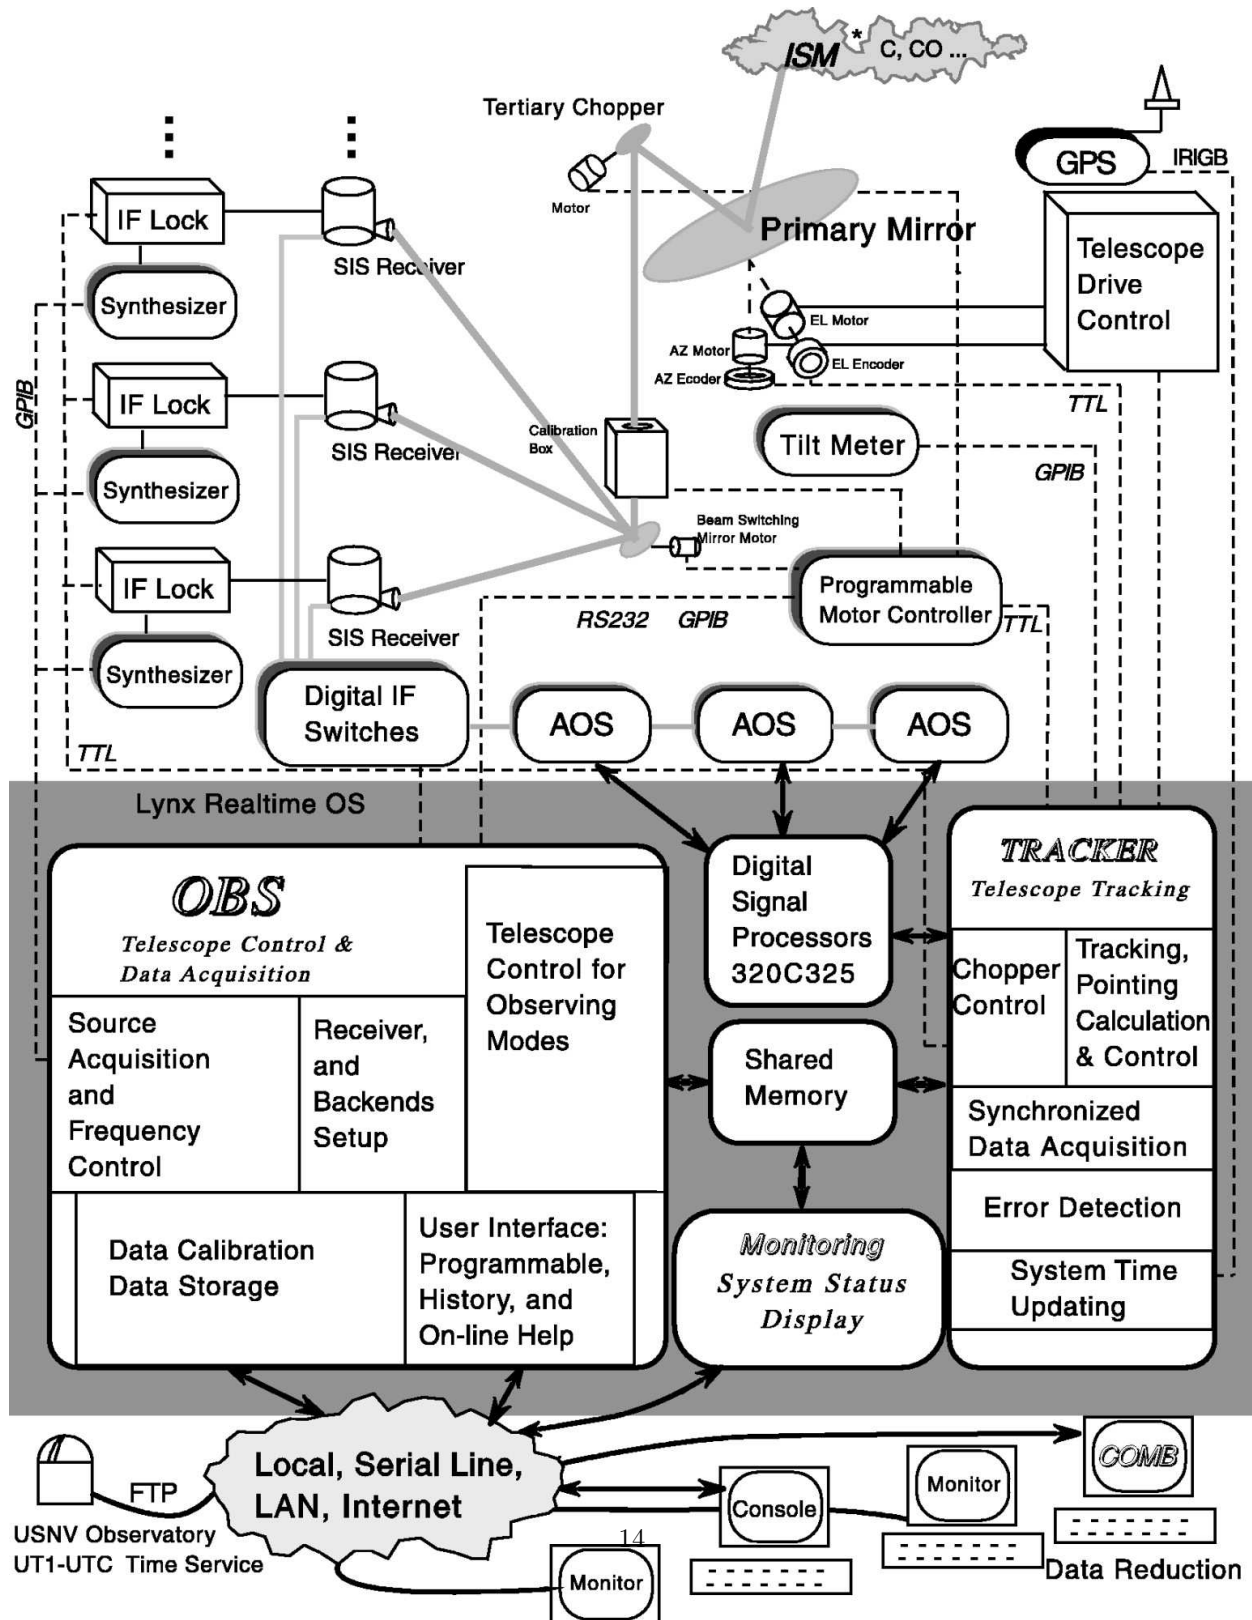 ISM * C, CO ...
Tertiary Chopper
Motor
Primary Mirror
GPS
IRIGB
Telescope
Drive
Control
IF Lock
SIS Receiver
Synthesizer
EL Motor
AZ Motor
EL Encoder
AZ Ecoder
TTL
GPIB
IF Lock
SIS Receiver
Synthesizer
Calibration
Box
Tilt Meter
GPIB
Beam Switching
Mirror Motor
IF Lock
SIS Receiver
Synthesizer
Programmable
Motor Controller
RS232 GPIB
TTL
Digital IF
Switches
AOS
AOS
AOS
TTL
Lynx Realtime OS
OBS
Telescope Control &
Data Acquisition
Telescope
Control for
Observing
Modes
Source
Acquisition
and
Frequency
Control
Receiver,
and
Backends
Setup
Data Calibration
Data Storage
User Interface:
Programmable,
History, and
On-line Help
Digital
Signal
Processors
320C325
Shared
Memory
Monitoring
System Status
Display
TRACKER
Telescope Tracking
Chopper
Control
Tracking,
Pointing
Calculation
& Control
Synchronized
Data Acquisition
Error Detection
System Time
Updating
Local, Serial Line,
LAN, Internet
FTP
USNV Observatory
UT1-UTC Time Service
Monitor
Console
Monitor
COMB
Data Reduction
14